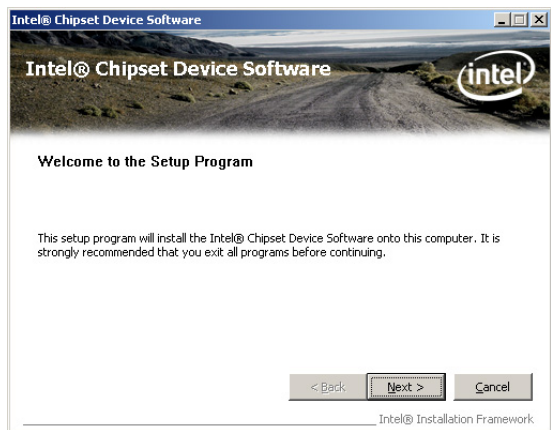 Intel® Chipset Device Software
Intel® Chipset Device Software
intel
Welcome to the Setup Program
This setup program will install the Intel® Chipset Device Software onto this computer. It is
strongly recommended that you exit all programs before continuing.
< Back
Next >
Cancel
Intel® Installation Framework